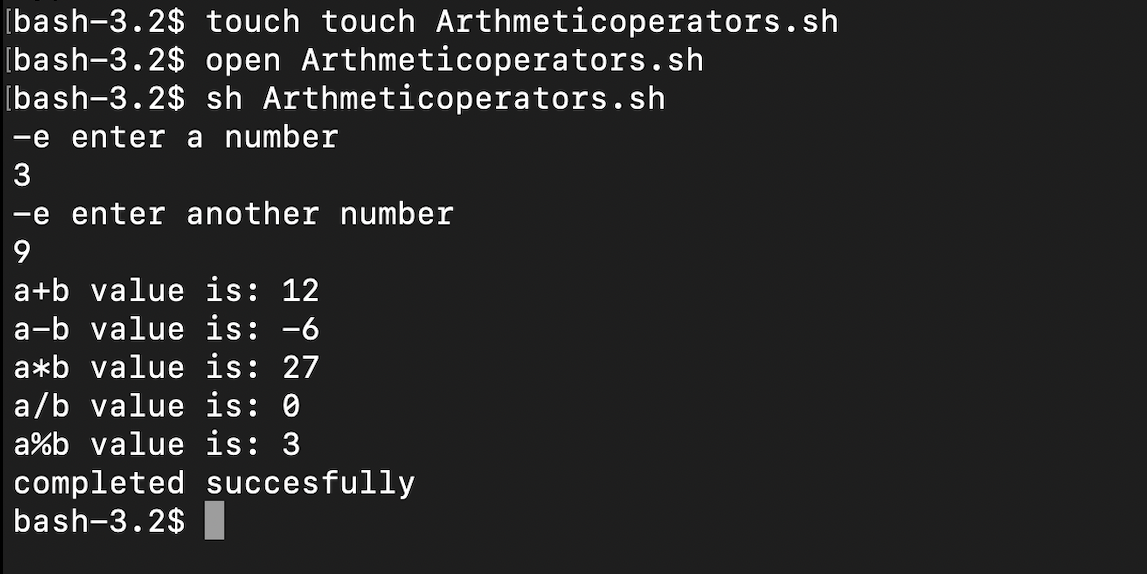 [bash-3.2$ touch touch Arthmeticoperators.sh
[bash-3.2$ open Arthmeticoperators.sh
[bash-3.2$ sh Arthmeticoperators.sh
-e enter a number
3
-e enter another number
9
a+b value is: 12
a-b value is: -6
a*b value is: 27
a/b value is: 0
a%b value is: 3
completed succesfully
bash-3.2$